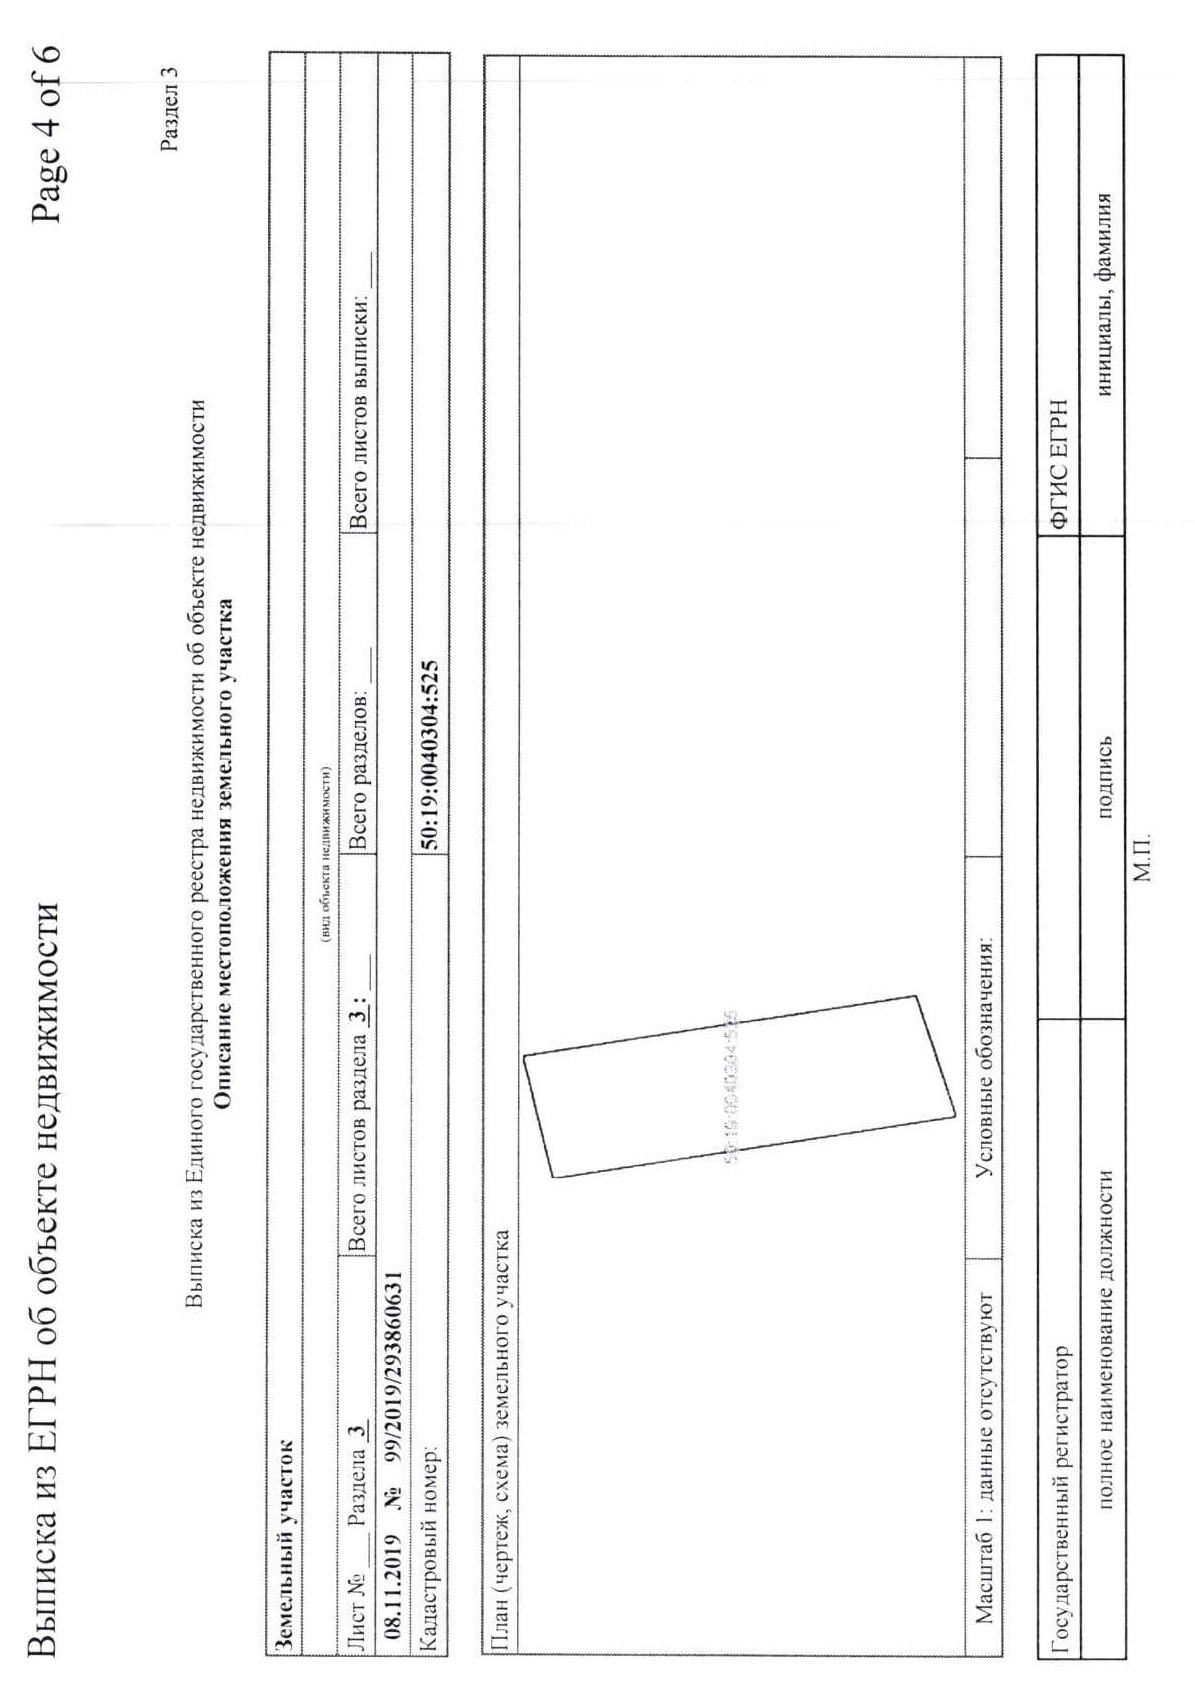 Выписка из ЕГРН об объекте недвижимости Page 4 of 6
Раздел 3
Выписка из Единого государственного реестра недвижимости об объекте недвижимости
Описание местоположения земельного участка
Земельный участок
(вид объекта недвижимости)
Лист № ___ Раздела 3 Всего листов раздела 3 : ___ Всего разделов: ___ Всего листов выписки: ___
08.11.2019 № 99/2019/293860631
Кадастровый номер: 50:19:0040304:525
План (чертеж, схема) земельного участка
50:19:0040304:525
Масштаб 1: данные отсутствуют Условные обозначения:
Государственный регистратор ФГИС ЕГРН
полное наименование должности подпись инициалы, фамилия
М.П.